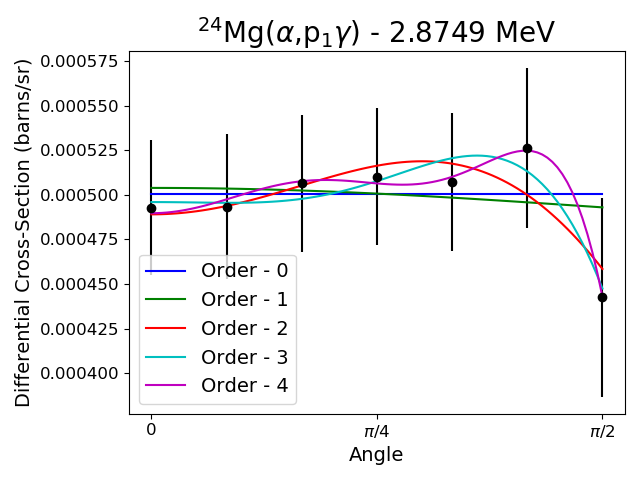 ²⁴Mg(α,p₁γ) - 2.8749 MeV
Differential Cross-Section (barns/sr)
0.000575
0.000550
0.000525
0.000500
0.000475
0.000450
0.000425
0.000400
Order - 0
Order - 1
Order - 2
Order - 3
Order - 4
0 π/4 π/2
Angle